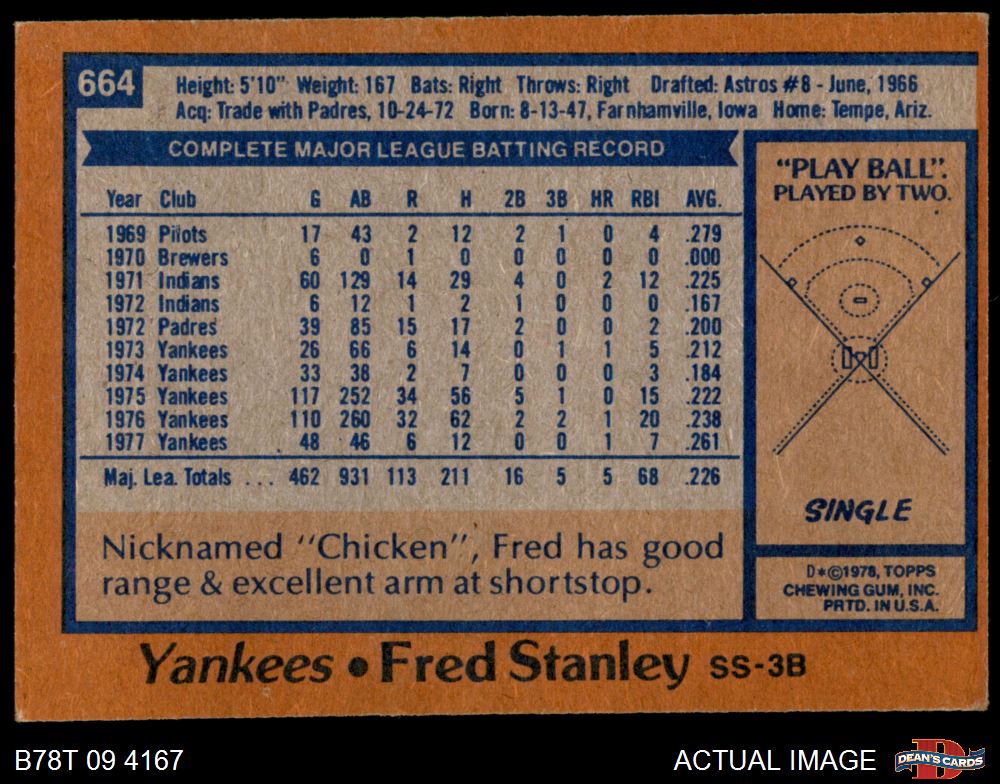 664
Height: 5'10" Weight: 167 Bats: Right Throws: Right Drafted: Astros #8 - June, 1966
Acq: Trade with Padres, 10-24-72 Born: 8-13-47, Farnhamville, Iowa Home: Tempe, Ariz.
COMPLETE MAJOR LEAGUE BATTING RECORD
Year Club G AB R H 2B 3B HR RBI AVG.
1969 Pilots 17 43 2 12 2 1 0 4 .279
1970 Brewers 6 0 1 0 0 0 0 0 .000
1971 Indians 60 129 14 29 4 0 2 12 .225
1972 Indians 6 12 1 2 1 0 0 0 .167
1972 Padres 39 85 15 17 2 0 0 2 .200
1973 Yankees 26 66 6 14 0 1 1 5 .212
1974 Yankees 33 38 2 7 0 0 0 3 .184
1975 Yankees 117 252 34 56 5 1 0 15 .222
1976 Yankees 110 260 32 62 2 2 1 20 .238
1977 Yankees 48 46 6 12 0 0 1 7 .261
Maj. Lea. Totals ... 462 931 113 211 16 5 5 68 .226
Nicknamed "Chicken", Fred has good
range & excellent arm at shortstop.
"PLAY BALL".
PLAYED BY TWO.
SINGLE
D*©1978, TOPPS
CHEWING GUM, INC.
PRTD. IN U.S.A.
Yankees • Fred Stanley SS-3B
B78T 09 4167
ACTUAL IMAGE
DEAN'S CARDS